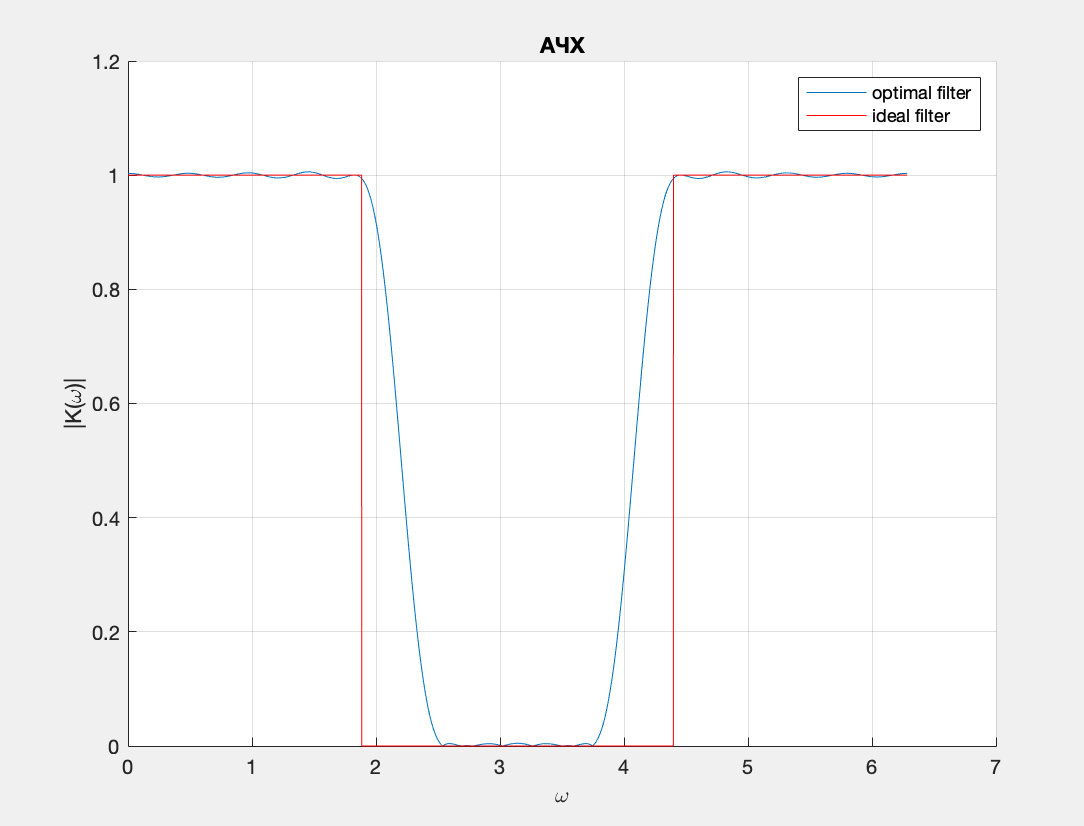 АЧХ
optimal filter
ideal filter
|K(ω)|
1.2
1
0.8
0.6
0.4
0.2
0
0 1 2 3 4 5 6 7
ω